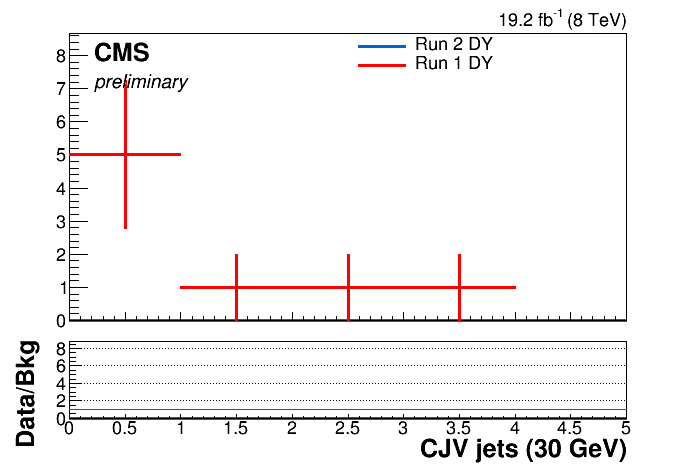 19.2 fb-1 (8 TeV)
CMS
preliminary
Run 2 DY
Run 1 DY
8
7
6
5
4
3
2
1
0
Data/Bkg
8
6
4
2
0
0 0.5 1 1.5 2 2.5 3 3.5 4 4.5 5
CJV jets (30 GeV)